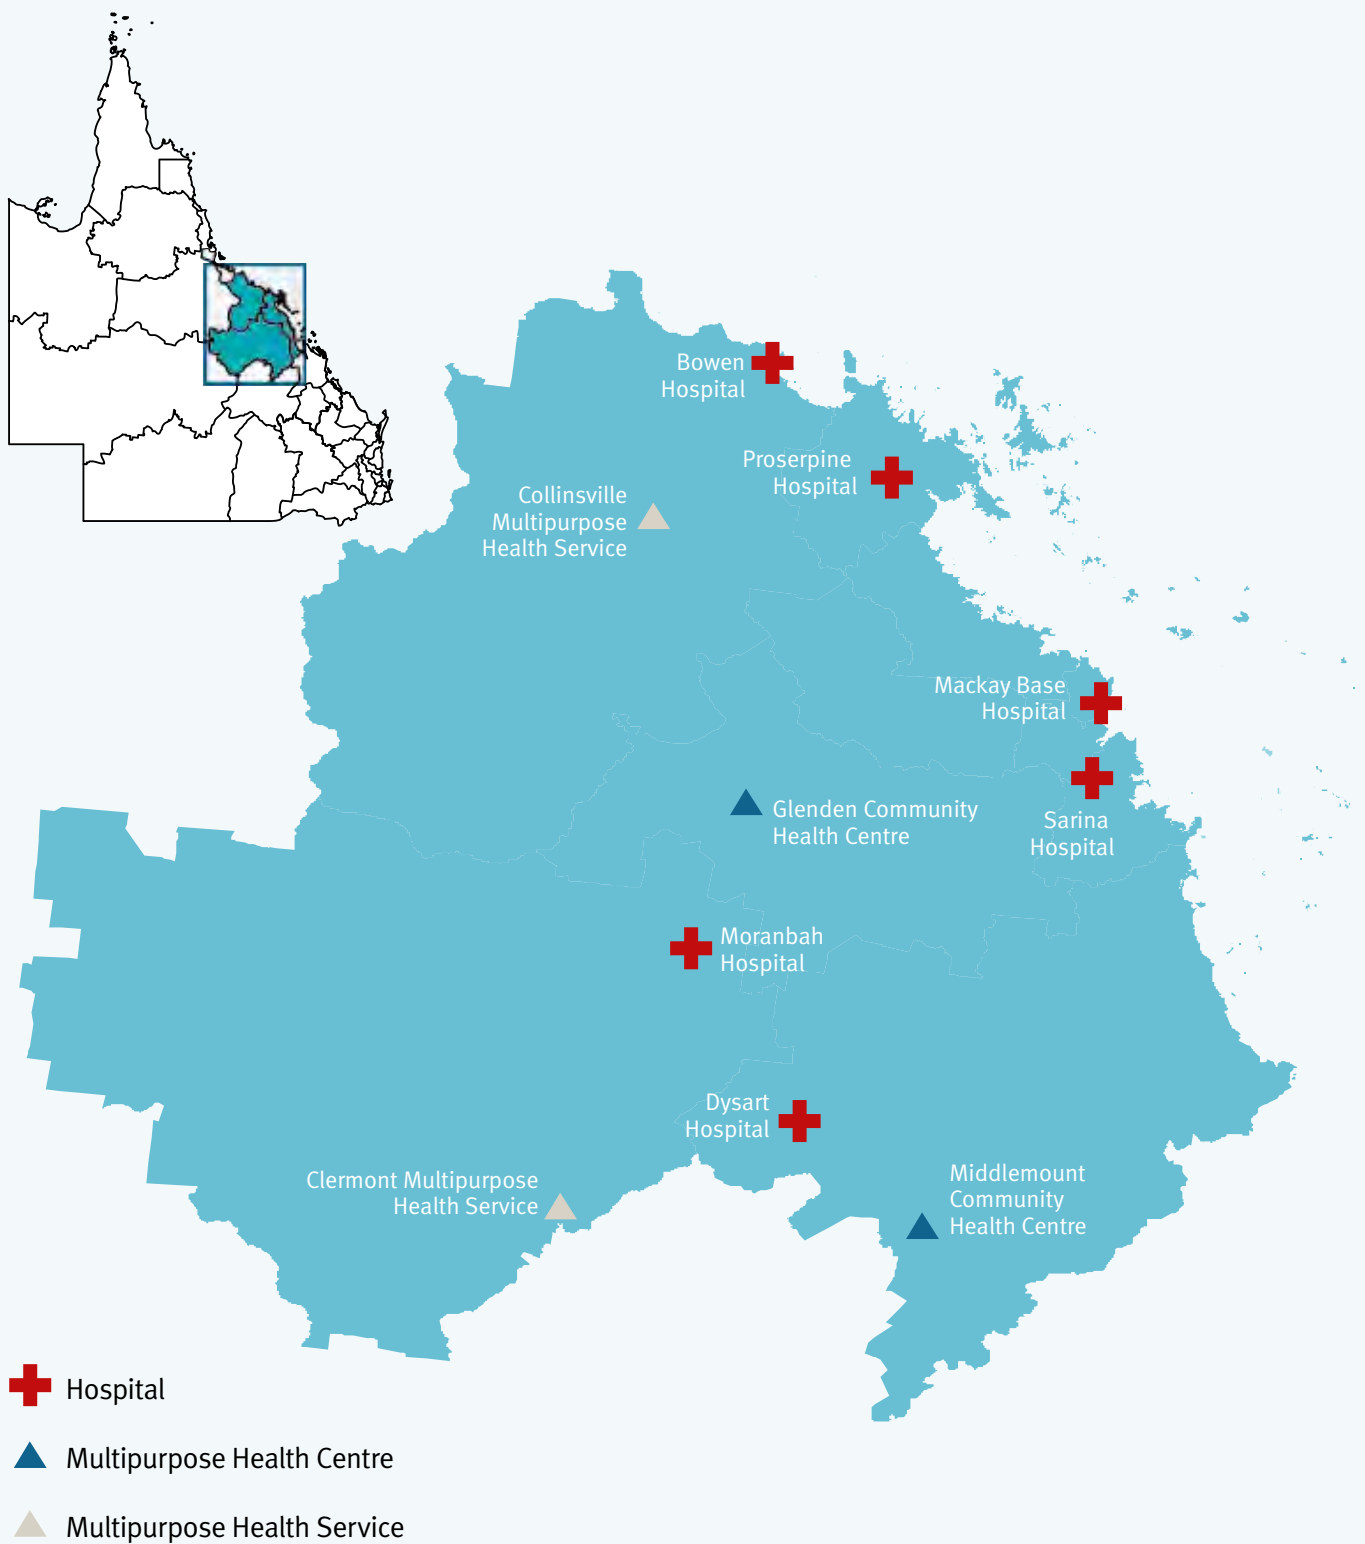 Bowen
Hospital
Proserpine
Hospital
Collinsville
Multipurpose
Health Service
Mackay Base
Hospital
Glenden Community
Health Centre
Sarina
Hospital
Moranbah
Hospital
Dysart
Hospital
Clermont Multipurpose
Health Service
Middlemount
Community
Health Centre
Hospital
Multipurpose Health Centre
Multipurpose Health Service